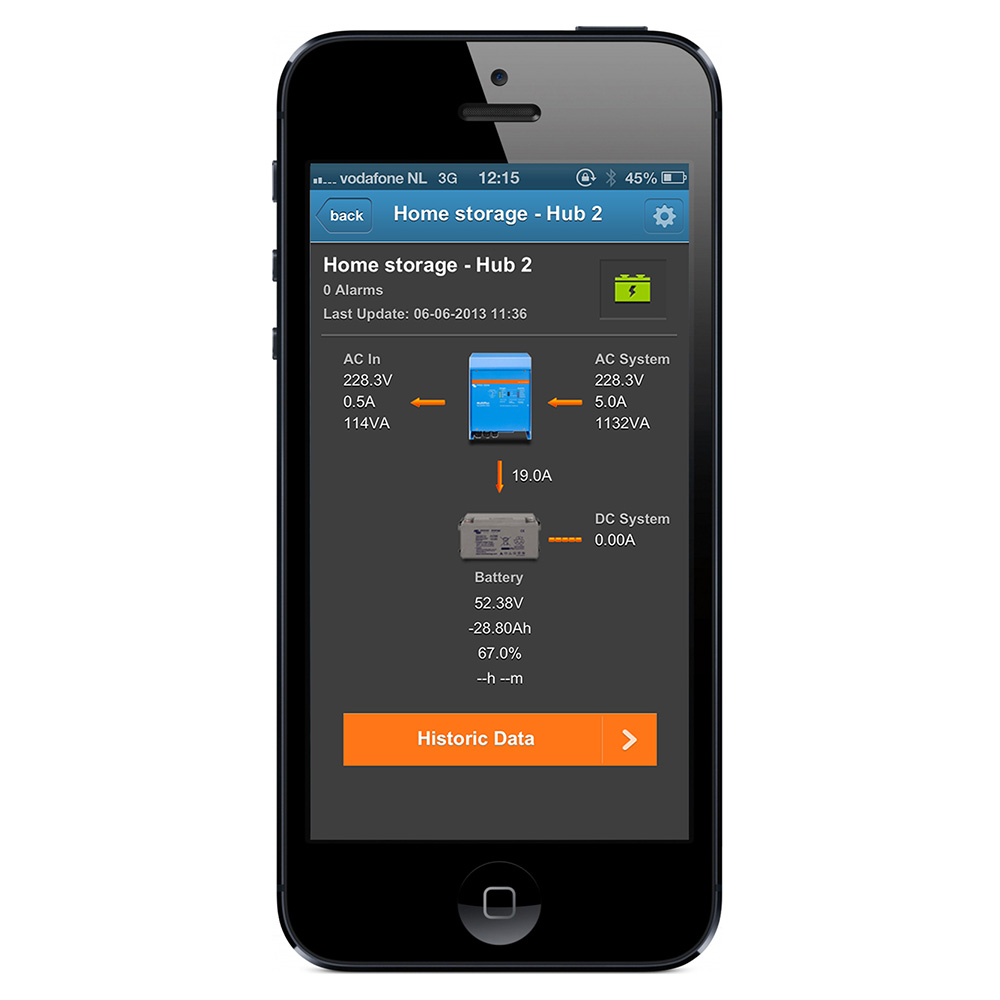 vodafone NL 3G 12:15 45%
back Home storage - Hub 2
Home storage - Hub 2
0 Alarms
Last Update: 06-06-2013 11:36
AC In
228.3V
0.5A
114VA
AC System
228.3V
5.0A
1132VA
19.0A
DC System
0.00A
Battery
52.38V
-28.80Ah
67.0%
--h --m
Historic Data